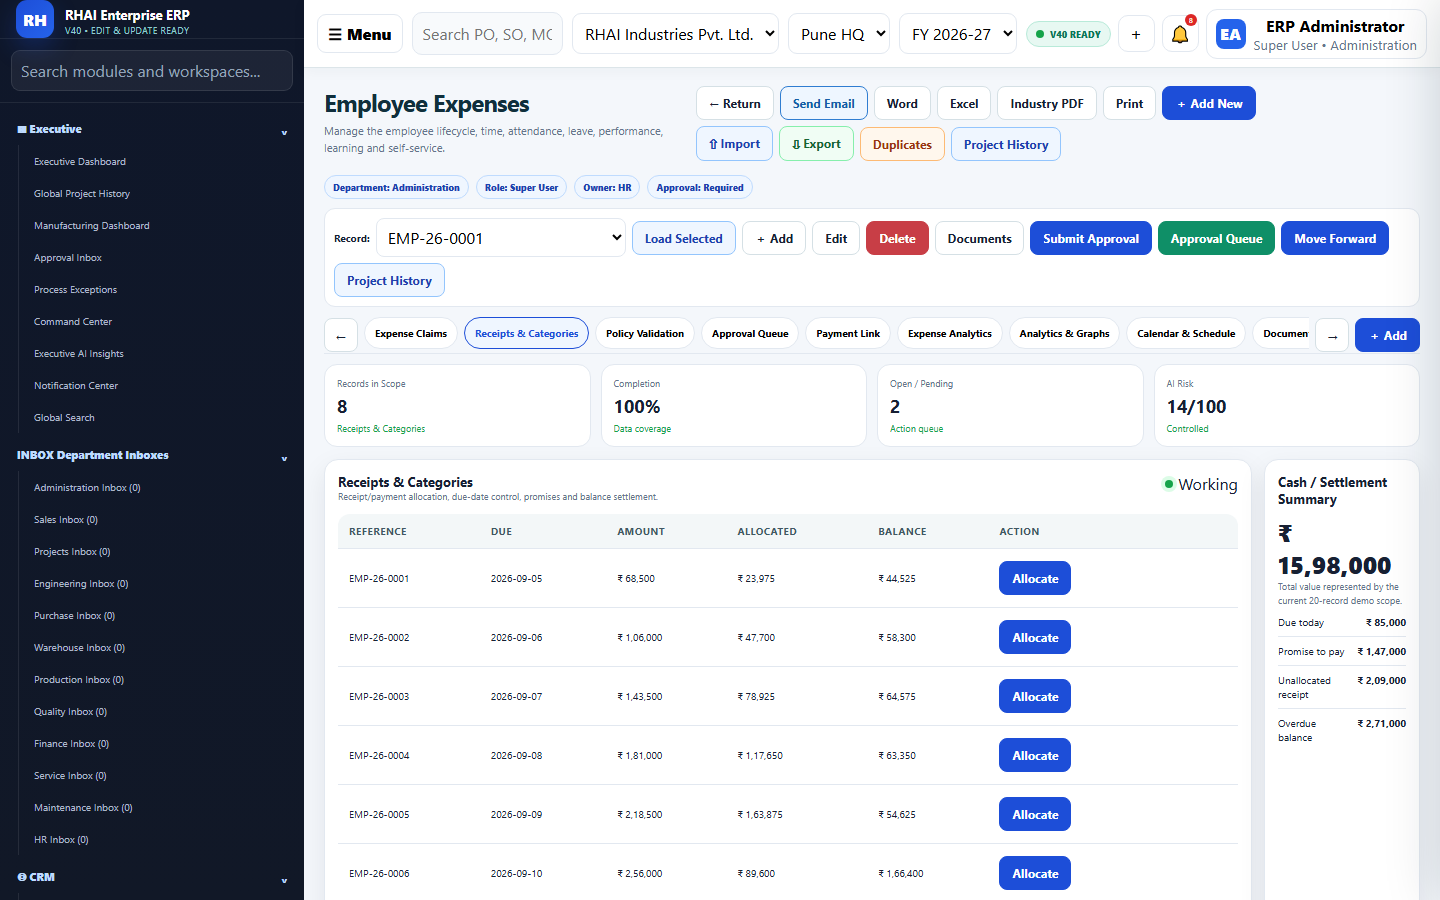 RH
RHAI Enterprise ERP
V40 • EDIT & UPDATE READY
Search modules and workspaces...
Executive
Executive Dashboard
Global Project History
Manufacturing Dashboard
Approval Inbox
Process Exceptions
Command Center
Executive AI Insights
Notification Center
Global Search
INBOX Department Inboxes
Administration Inbox (0)
Sales Inbox (0)
Projects Inbox (0)
Engineering Inbox (0)
Purchase Inbox (0)
Warehouse Inbox (0)
Production Inbox (0)
Quality Inbox (0)
Finance Inbox (0)
Service Inbox (0)
Maintenance Inbox (0)
HR Inbox (0)
CRM
☰ Menu
Search PO, SO, MC
RHAI Industries Pvt. Ltd.
Pune HQ
FY 2026-27
V40 READY
+
8
EA
ERP Administrator
Super User • Administration
Employee Expenses
Manage the employee lifecycle, time, attendance, leave, performance,
learning and self-service.
← Return
Send Email
Word
Excel
Industry PDF
Print
+ Add New
⇧ Import
⇩ Export
Duplicates
Project History
Department: Administration
Role: Super User
Owner: HR
Approval: Required
Record:
EMP-26-0001
Load Selected
+ Add
Edit
Delete
Documents
Submit Approval
Approval Queue
Move Forward
Project History
←
Expense Claims
Receipts & Categories
Policy Validation
Approval Queue
Payment Link
Expense Analytics
Analytics & Graphs
Calendar & Schedule
Documen
→
+ Add
Records in Scope
8
Receipts & Categories
Completion
100%
Data coverage
Open / Pending
2
Action queue
AI Risk
14/100
Controlled
Receipts & Categories
Receipt/payment allocation, due-date control, promises and balance settlement.
Working
REFERENCE DUE AMOUNT ALLOCATED BALANCE ACTION
EMP-26-0001 2026-09-05 ₹ 68,500 ₹ 23,975 ₹ 44,525 Allocate
EMP-26-0002 2026-09-06 ₹ 1,06,000 ₹ 47,700 ₹ 58,300 Allocate
EMP-26-0003 2026-09-07 ₹ 1,43,500 ₹ 78,925 ₹ 64,575 Allocate
EMP-26-0004 2026-09-08 ₹ 1,81,000 ₹ 1,17,650 ₹ 63,350 Allocate
EMP-26-0005 2026-09-09 ₹ 2,18,500 ₹ 1,63,875 ₹ 54,625 Allocate
EMP-26-0006 2026-09-10 ₹ 2,56,000 ₹ 89,600 ₹ 1,66,400 Allocate
Cash / Settlement
Summary
₹
15,98,000
Total value represented by the
current 20-record demo scope.
Due today ₹ 85,000
Promise to pay ₹ 1,47,000
Unallocated
receipt ₹ 2,09,000
Overdue
balance ₹ 2,71,000